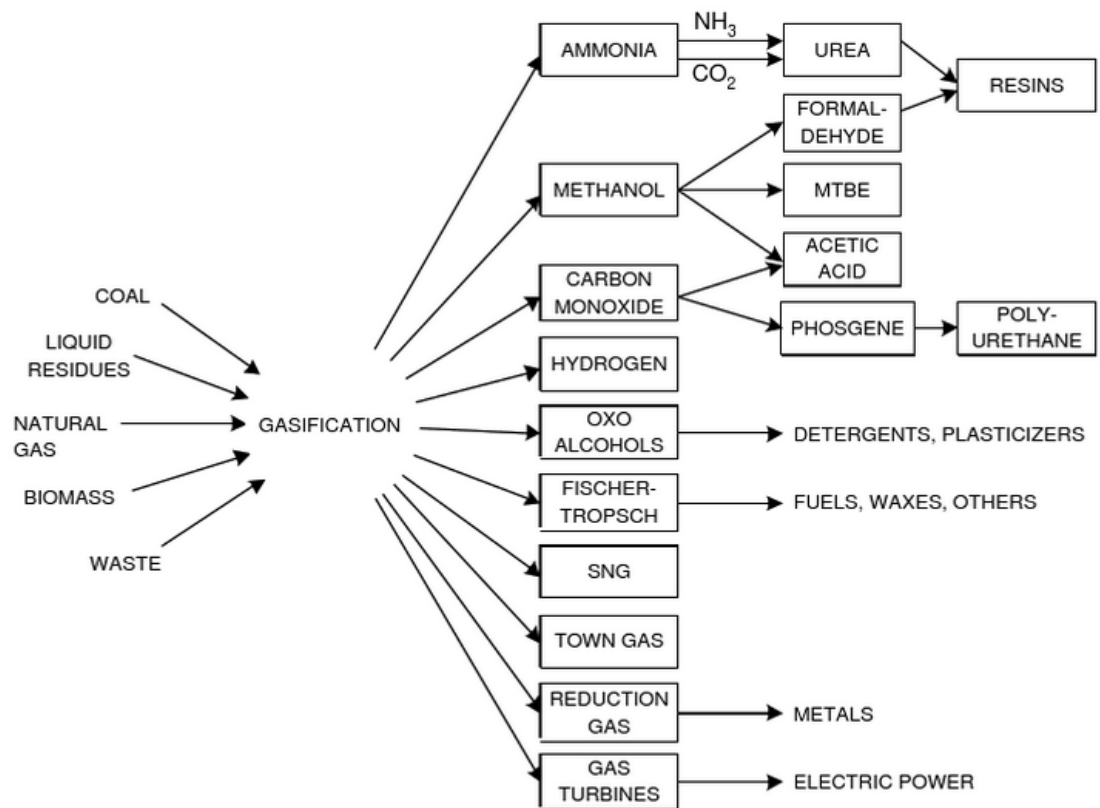 COAL
LIQUID
RESIDUES
NATURAL
GAS
BIOMASS
WASTE
GASIFICATION
AMMONIA
NH3
CO2
UREA
RESINS
METHANOL
FORMAL-
DEHYDE
MTBE
ACETIC
ACID
CARBON
MONOXIDE
PHOSGENE
POLY-
URETHANE
HYDROGEN
OXO
ALCOHOLS
DETERGENTS, PLASTICIZERS
FISCHER-
TROPSCH
FUELS, WAXES, OTHERS
SNG
TOWN GAS
REDUCTION
GAS
METALS
GAS
TURBINES
ELECTRIC POWER